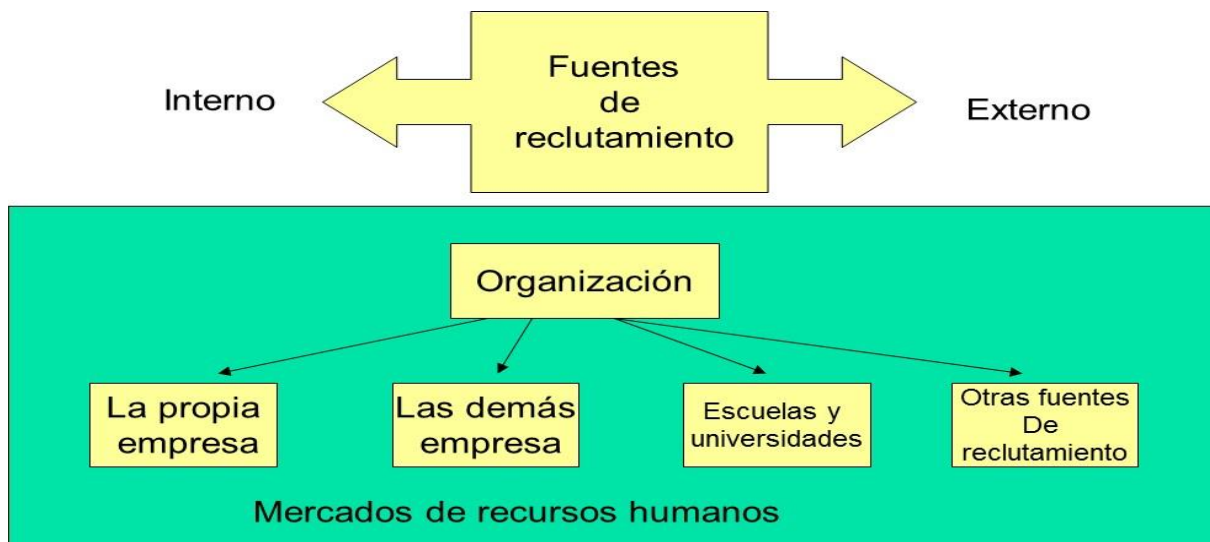 Fuentes
de
reclutamiento
Interno
Externo
Organización
La propia
empresa
Las demás
empresa
Escuelas y
universidades
Otras fuentes
De
reclutamiento
Mercados de recursos humanos